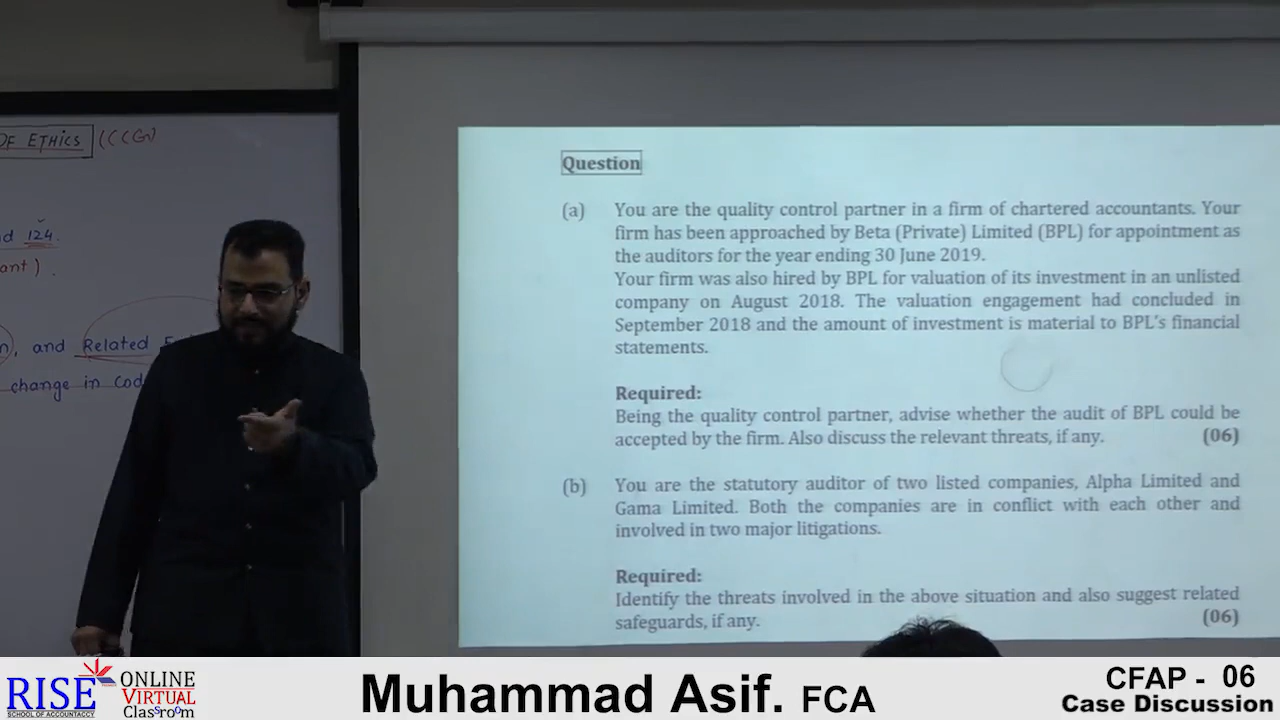 OF ETHICS (CCG)
nd 124.
ant).
n, and Related
change in Cod
Question
(a) You are the quality control partner in a firm of chartered accountants. Your
firm has been approached by Beta (Private) Limited (BPL) for appointment as
the auditors for the year ending 30 June 2019.
Your firm was also hired by BPL for valuation of its investment in an unlisted
company on August 2018. The valuation engagement had concluded in
September 2018 and the amount of investment is material to BPL's financial
statements.
Required:
Being the quality control partner, advise whether the audit of BPL could be
accepted by the firm. Also discuss the relevant threats, if any. (06)
(b) You are the statutory auditor of two listed companies, Alpha Limited and
Gama Limited. Both the companies are in conflict with each other and
involved in two major litigations.
Required:
Identify the threats involved in the above situation and also suggest related
safeguards, if any. (06)
RISE
SCHOOL OF ACCOUNTACY
ONLINE
VIRTUAL
Classroom
Muhammad Asif. FCA
CFAP - 06
Case Discussion